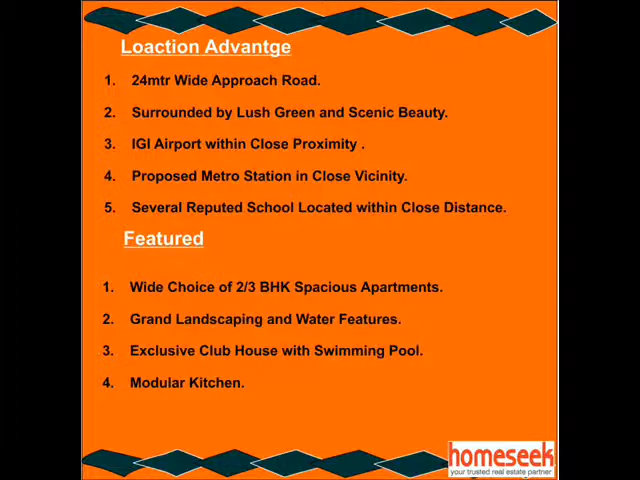 Loaction Advantge
1. 24mtr Wide Approach Road.
2. Surrounded by Lush Green and Scenic Beauty.
3. IGI Airport within Close Proximity .
4. Proposed Metro Station in Close Vicinity.
5. Several Reputed School Located within Close Distance.
Featured
1. Wide Choice of 2/3 BHK Spacious Apartments.
2. Grand Landscaping and Water Features.
3. Exclusive Club House with Swimming Pool.
4. Modular Kitchen.
homeseek
your trusted real estate partner